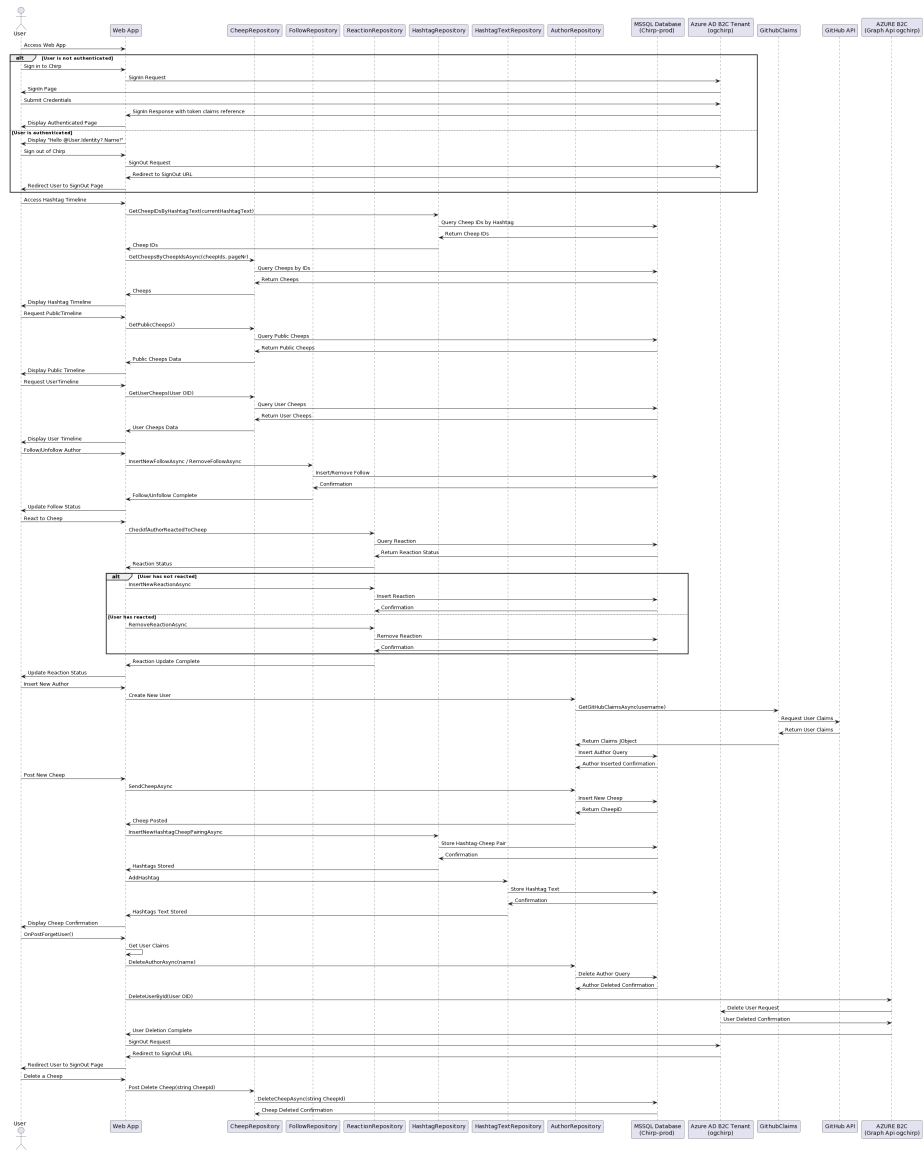 User
Web App
CheepRepository
FollowRepository
ReactionRepository
HashtagRepository
HashtagTextRepository
AuthorRepository
MSSQL Database
(Chirp-prod)
Azure AD B2C Tenant
(ogchirp)
GithubClaims
GitHub API
AZURE B2C
(Graph Api ogchirp)
Access Web App
alt [User is not authenticated]
Sign in to Chirp
SignIn Request
SignIn Page
Submit Credentials
SignIn Response with token claims reference
Display Authenticated Page
[User is authenticated]
Display "Hello @User.Identity?.Name!"
Sign out of Chirp
SignOut Request
Redirect to SignOut URL
Redirect User to SignOut Page
Access Hashtag Timeline
GetCheepIDsByHashtagText(currentHashtagText)
Query Cheep IDs by Hashtag
Return Cheep IDs
Cheep IDs
GetCheepsByCheepIdsAsync(cheepIds, pageNr)
Query Cheeps by IDs
Return Cheeps
Cheeps
Display Hashtag Timeline
Request PublicTimeline
GetPublicCheeps()
Query Public Cheeps
Return Public Cheeps
Public Cheeps Data
Display Public Timeline
Request UserTimeline
GetUserCheeps(User OID)
Query User Cheeps
Return User Cheeps
User Cheeps Data
Display User Timeline
Follow/Unfollow Author
InsertNewFollowAsync / RemoveFollowAsync
Insert/Remove Follow
Confirmation
Follow/Unfollow Complete
Update Follow Status
React to Cheep
CheckIfAuthorReactedToCheep
Query Reaction
Return Reaction Status
Reaction Status
alt [User has not reacted]
InsertNewReactionAsync
Insert Reaction
Confirmation
[User has reacted]
RemoveReactionAsync
Remove Reaction
Confirmation
Reaction Update Complete
Update Reaction Status
Insert New Author
Create New User
GetGitHubClaimsAsync(username)
Request User Claims
Return User Claims
Return Claims JObject
Insert Author Query
Author Inserted Confirmation
Post New Cheep
SendCheepAsync
Insert New Cheep
Return CheepID
Cheep Posted
InsertNewHashtagCheepPairingAsync
Store Hashtag-Cheep Pair
Confirmation
Hashtags Stored
AddHashtag
Store Hashtag Text
Confirmation
Hashtags Text Stored
Display Cheep Confirmation
OnPostForgetUser()
Get User Claims
DeleteAuthorAsync(name)
Delete Author Query
Author Deleted Confirmation
DeleteUserById(User OID)
Delete User Request
User Deleted Confirmation
User Deletion Complete
SignOut Request
Redirect to SignOut URL
Redirect User to SignOut Page
Delete a Cheep
Post Delete Cheep(string CheepId)
DeleteCheepAsync(string CheepId)
Cheep Deleted Confirmation
User
Web App
CheepRepository
FollowRepository
ReactionRepository
HashtagRepository
HashtagTextRepository
AuthorRepository
MSSQL Database
(Chirp-prod)
Azure AD B2C Tenant
(ogchirp)
GithubClaims
GitHub API
AZURE B2C
(Graph Api ogchirp)